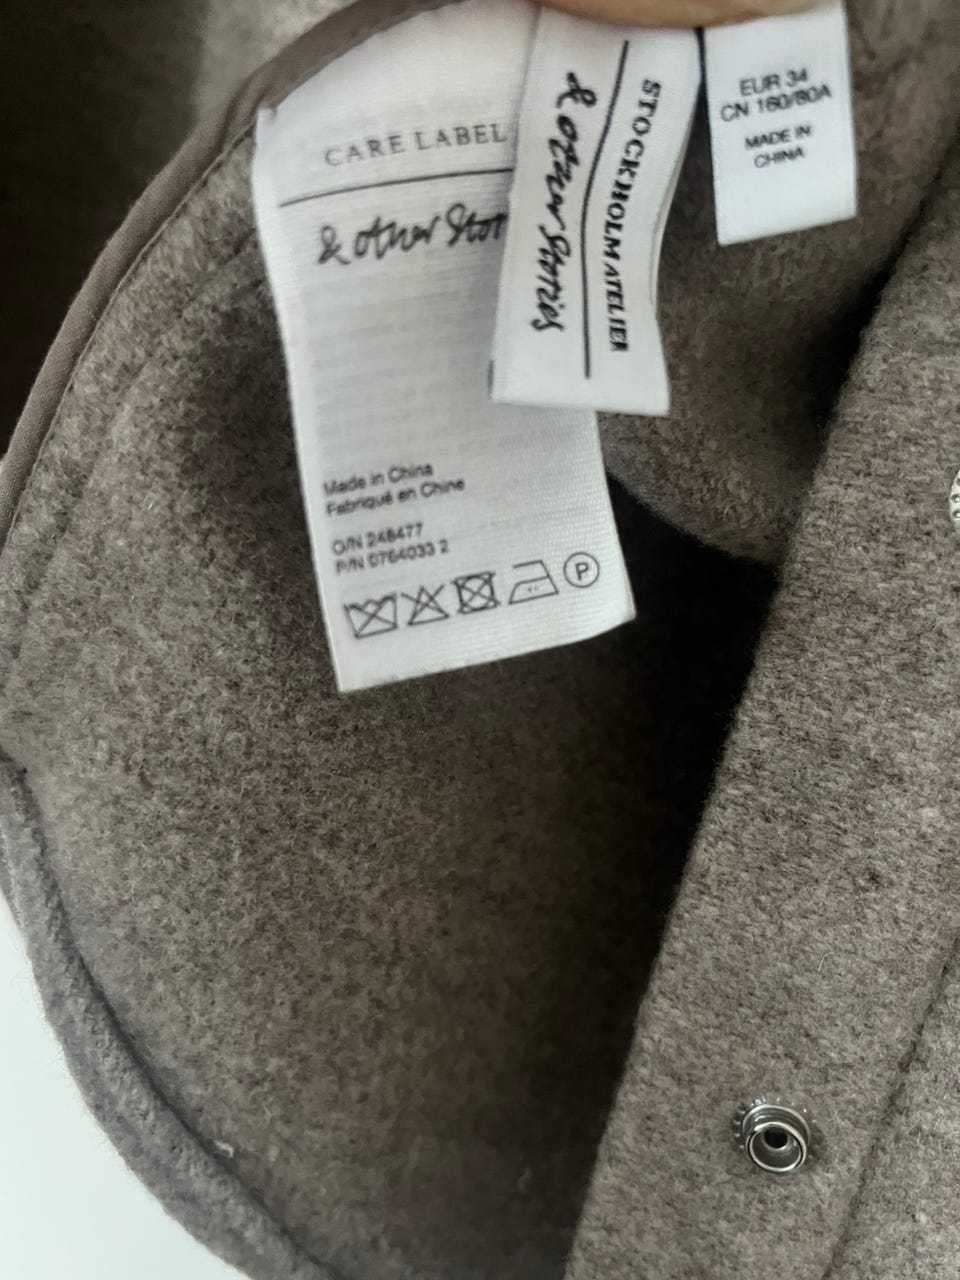 CARE LABEL
& other Stor
Made in China
Fabriqué en Chine
O/N 248477
P/N 0764033 2
P
& other Stories
STOCKHOLM ATELIER
EUR 34
CN 160/80A
MADE IN
CHINA